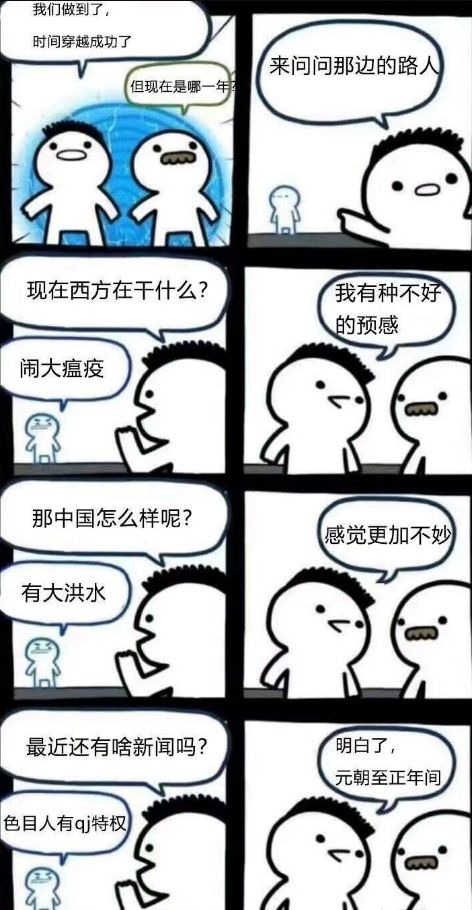 我们做到了，
时间穿越成功了
但现在是哪一年？
来问问那边的路人
现在西方在干什么？
闹大瘟疫
我有种不好
的预感
那中国怎么样呢？
有大洪水
感觉更加不妙
最近还有啥新闻吗？
色目人有qj特权
明白了，
元朝至正年间